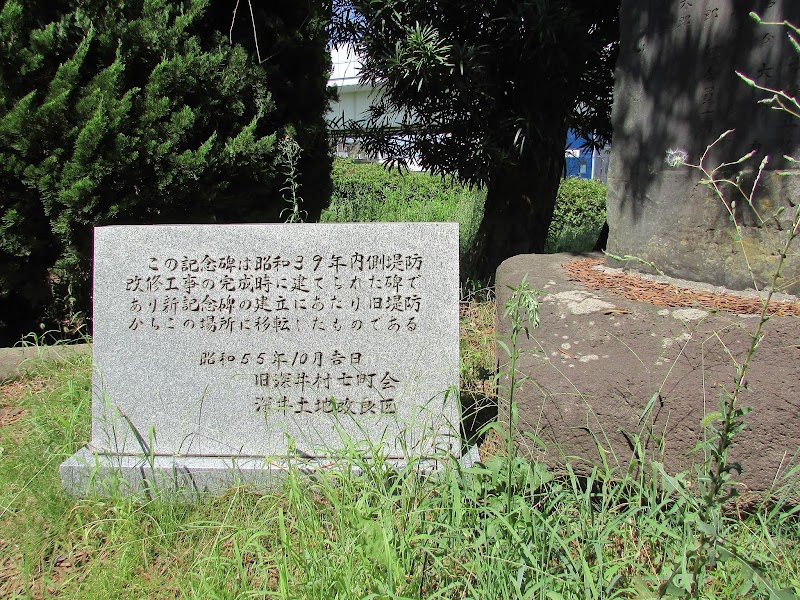 この記念碑は昭和39年内側堤防
改修工事の完成時に建てられた碑で
あり新記念碑の建立にあたり旧堤防
からこの場所に移転したものである
昭和55年10月吉日
旧深井村七町会
深井土地改良区